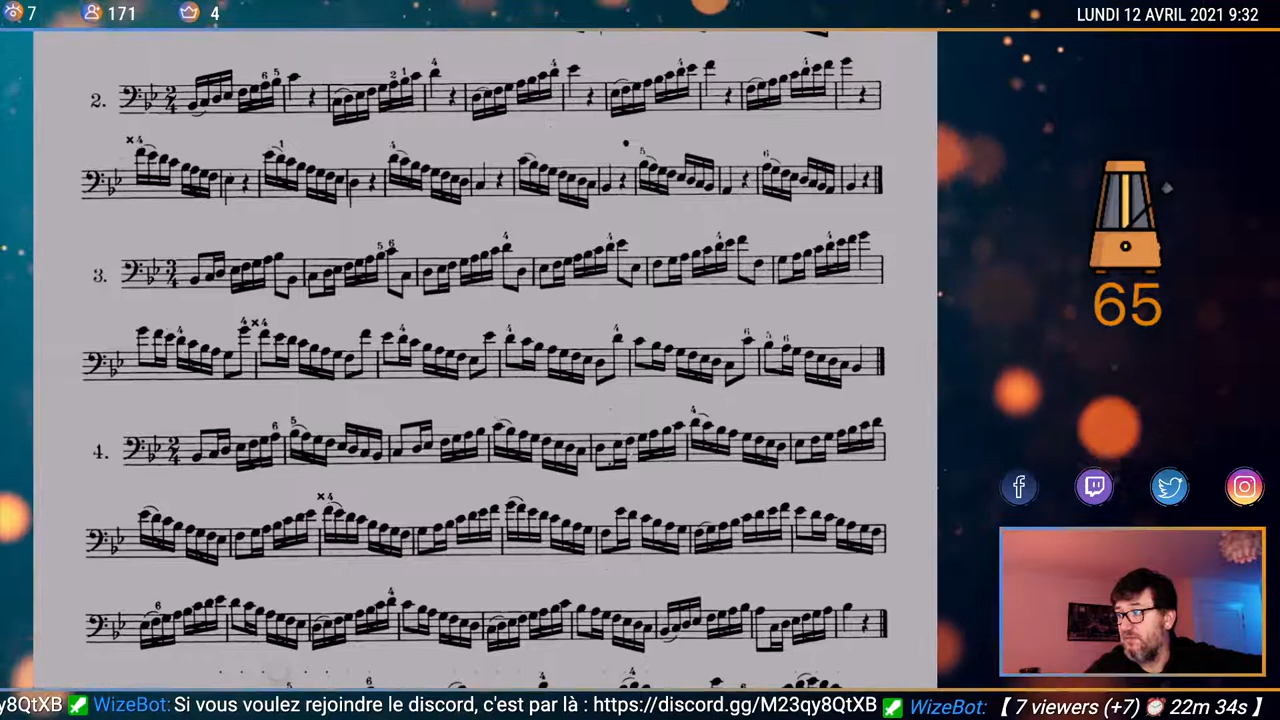 7 171 4 LUNDI 12 AVRIL 2021 9:32
2.
3.
65
4.
y8QtXB WizeBot: Si vous voulez rejoindre le discord, c'est par là : https://discord.gg/M23qy8QtXB WizeBot: 【 7 viewers (+7) ⏰ 22m 34s 】